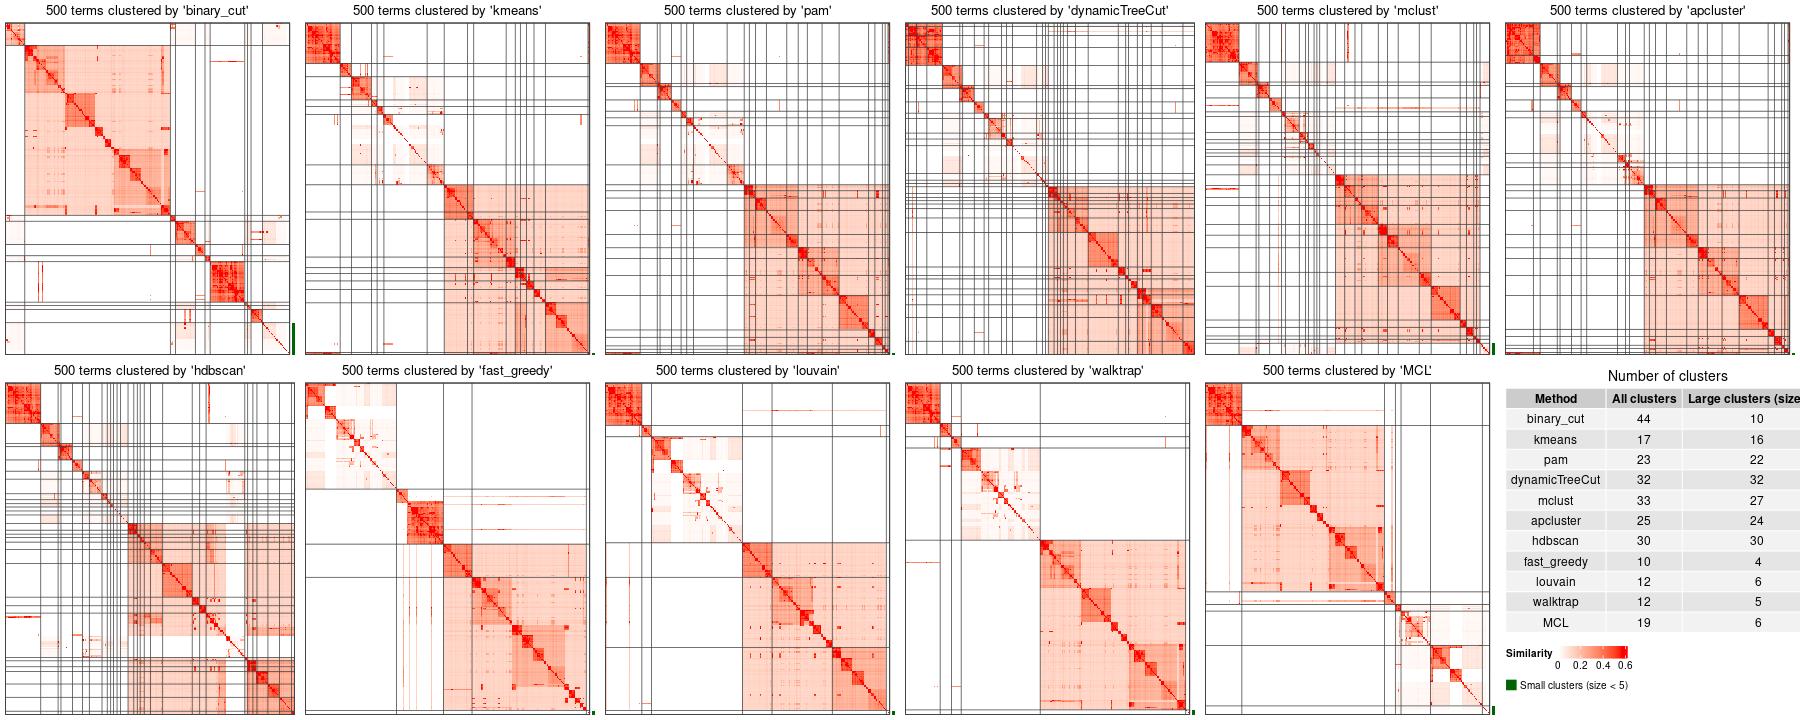 500 terms clustered by 'binary_cut'
500 terms clustered by 'kmeans'
500 terms clustered by 'pam'
500 terms clustered by 'dynamicTreeCut'
500 terms clustered by 'mclust'
500 terms clustered by 'apcluster'
500 terms clustered by 'hdbscan'
500 terms clustered by 'fast_greedy'
500 terms clustered by 'louvain'
500 terms clustered by 'walktrap'
500 terms clustered by 'MCL'
Number of clusters
Method All clusters Large clusters (size
binary_cut 44 10
kmeans 17 16
pam 23 22
dynamicTreeCut 32 32
mclust 33 27
apcluster 25 24
hdbscan 30 30
fast_greedy 10 4
louvain 12 6
walktrap 12 5
MCL 19 6
Similarity
0 0.2 0.4 0.6
Small clusters (size < 5)